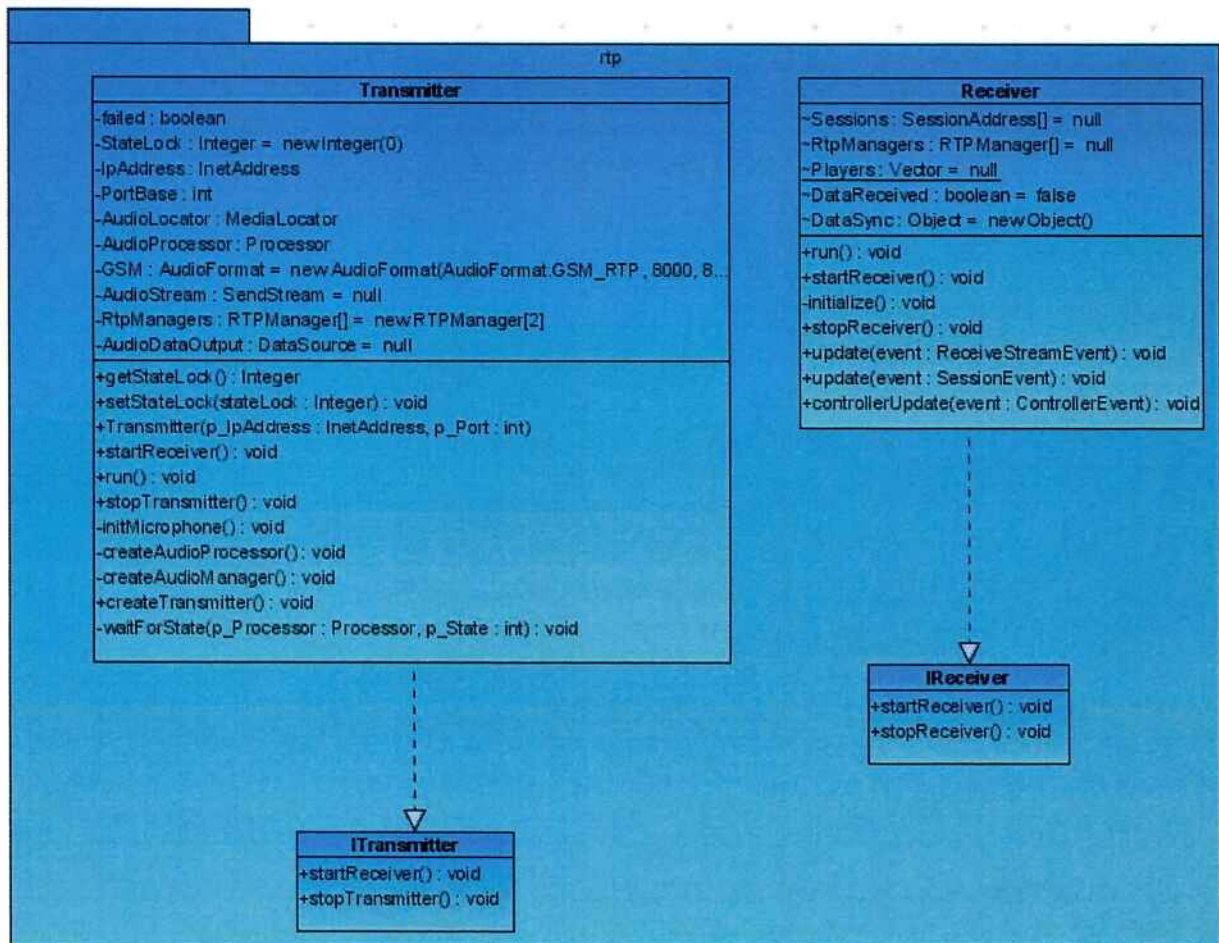 rtp
Transmitter
-failed : boolean
-StateLock : Integer = newInteger(0)
-IpAddress : InetAddress
-PortBase : int
-AudioLocator : MediaLocator
-AudioProcessor : Processor
-GSM : AudioFormat = newAudioFormat(AudioFormat.GSM_RTP, 8000, 8...
-AudioStream : SendStream = null
-RtpManagers : RTPManager[] = newRTPManager[2]
-AudioDataOutput : DataSource = null
+getStateLock() : Integer
+setStateLock(stateLock : Integer) : void
+Transmitter(p_IpAddress : InetAddress, p_Port : int)
+startReceiver() : void
+run() : void
+stopTransmitter() : void
-initMicrophone() : void
-createAudioProcessor() : void
-createAudioManager() : void
+createTransmitter() : void
-waitForState(p_Processor : Processor, p_State : int) : void
Receiver
~Sessions : SessionAddress[] = null
~RtpManagers : RTPManager[] = null
~Players : Vector = null
~DataReceived : boolean = false
~DataSync : Object = newObject()
+run() : void
+startReceiver() : void
-initialize() : void
+stopReceiver() : void
+update(event : ReceiveStreamEvent) : void
+update(event : SessionEvent) : void
+controllerUpdate(event : ControllerEvent) : void
IReceiver
+startReceiver() : void
+stopReceiver() : void
ITransmitter
+startReceiver() : void
+stopTransmitter() : void